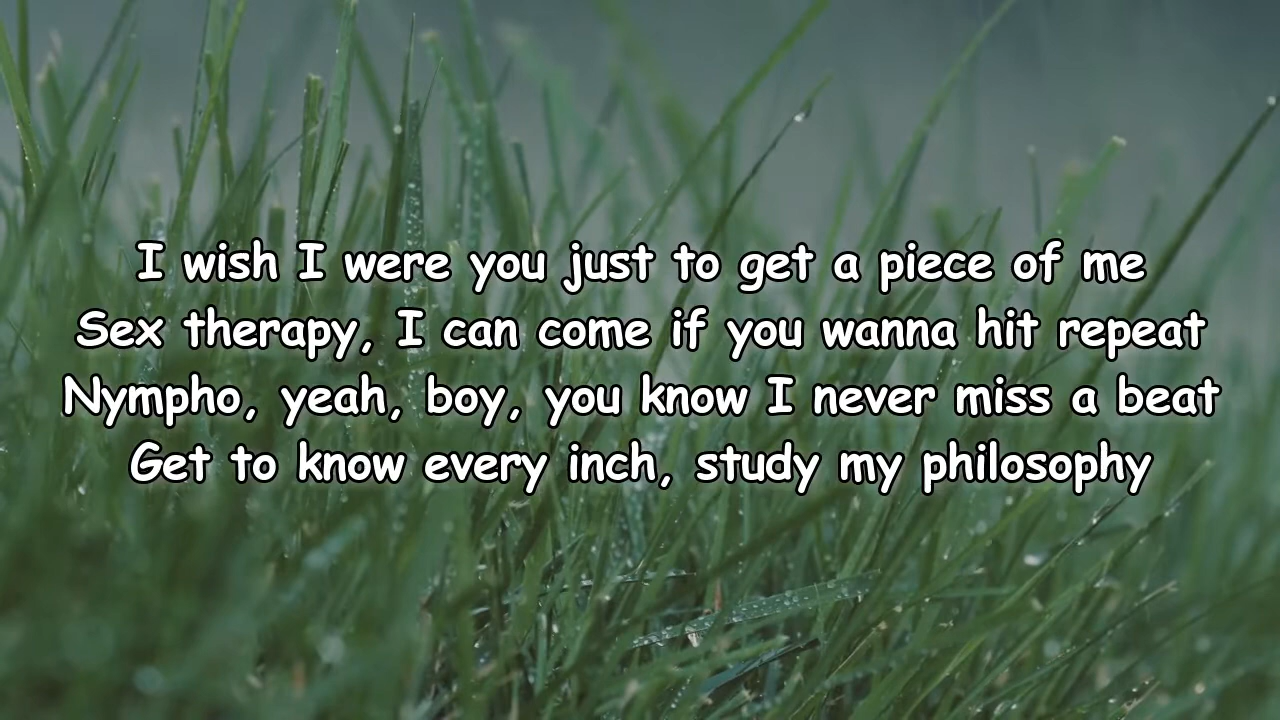 I wish I were you just to get a piece of me
Sex therapy, I can come if you wanna hit repeat
Nympho, yeah, boy, you know I never miss a beat
Get to know every inch, study my philosophy